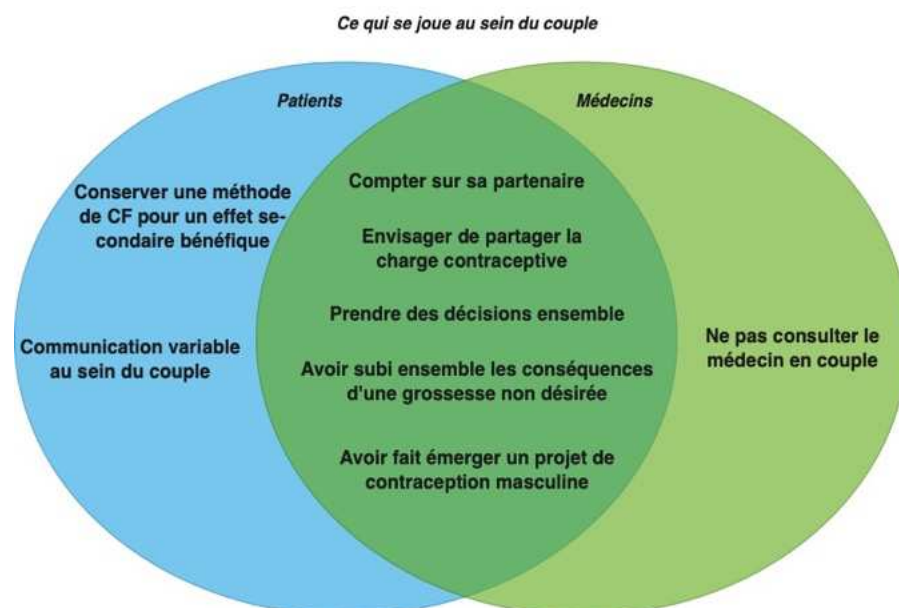 Ce qui se joue au sein du couple
Patients
Médecins
Conserver une méthode
de CF pour un effet se-
condaire bénéfique
Communication variable
au sein du couple
Compter sur sa partenaire
Envisager de partager la
charge contraceptive
Prendre des décisions ensemble
Avoir subi ensemble les conséquences
d'une grossesse non désirée
Avoir fait émerger un projet de
contraception masculine
Ne pas consulter le
médecin en couple